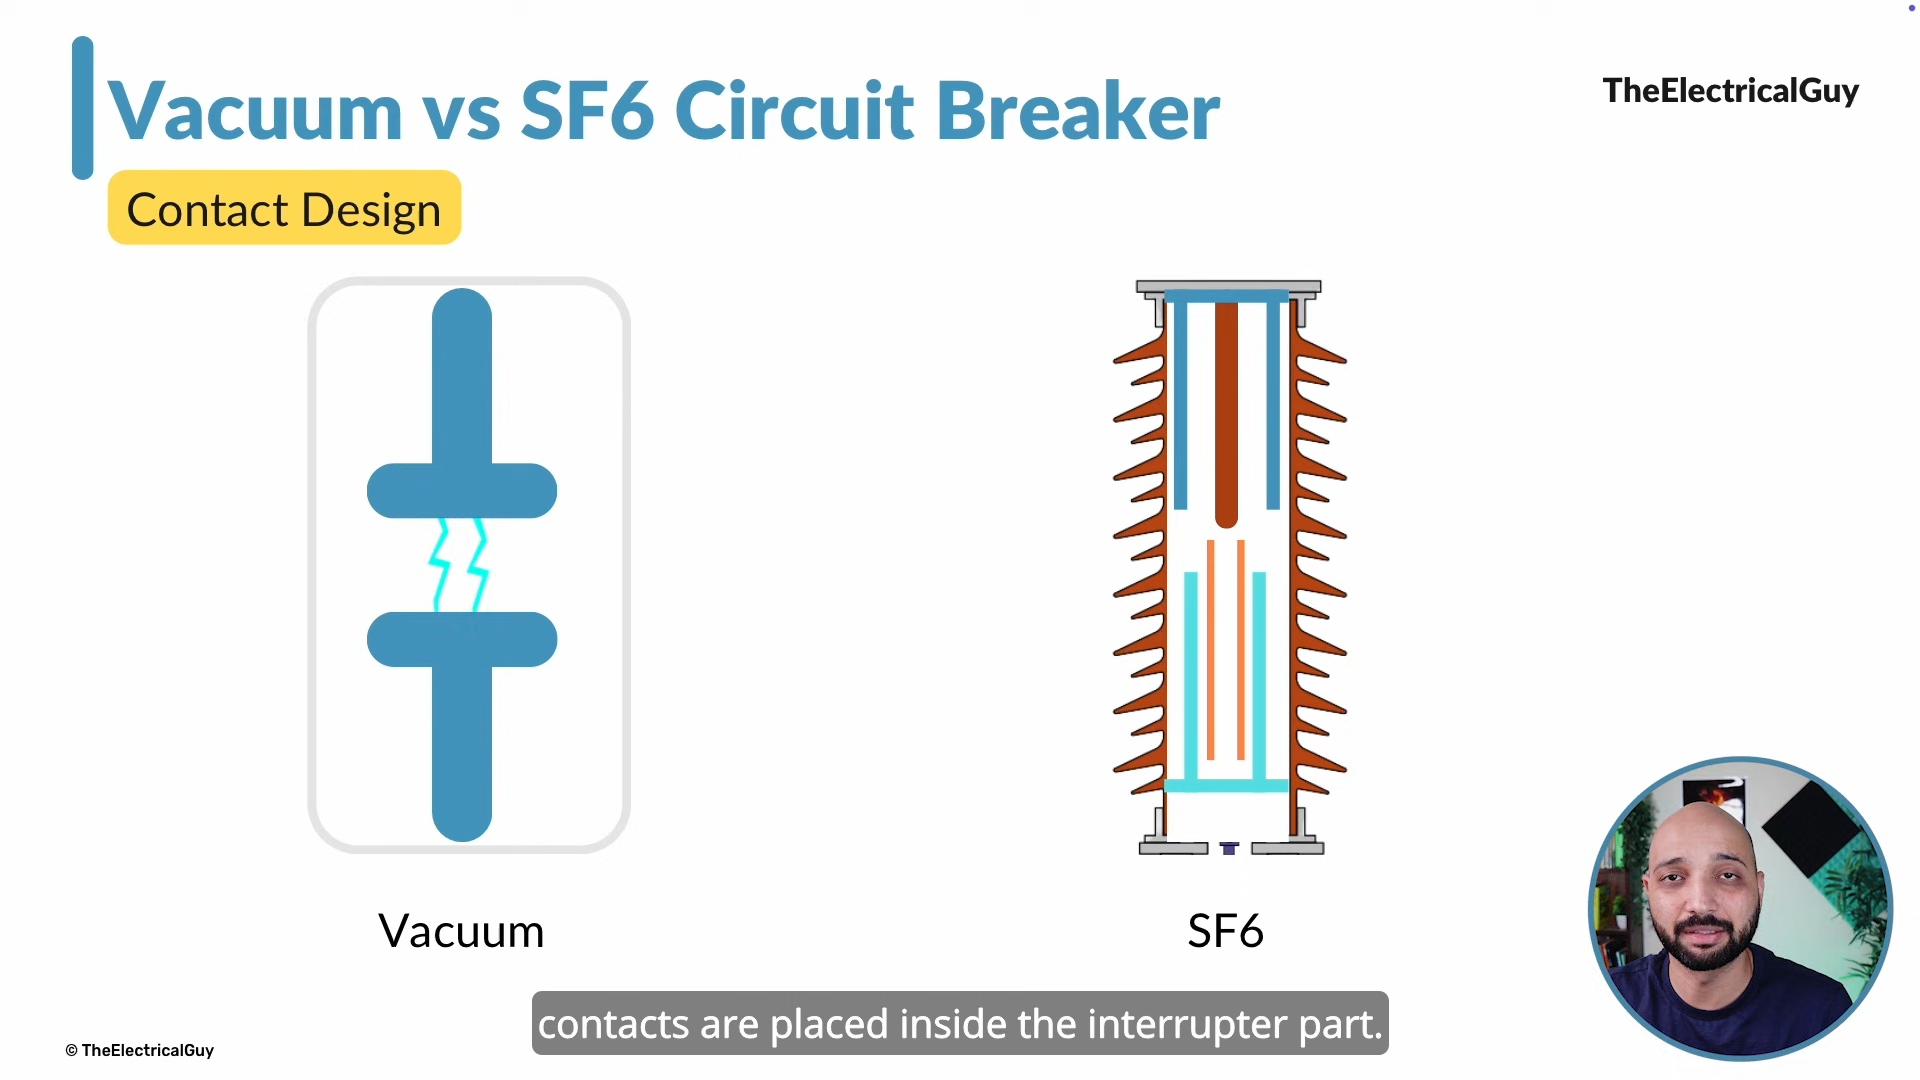 Vacuum vs SF6 Circuit Breaker
TheElectricalGuy
Contact Design
Vacuum
SF6
contacts are placed inside the interrupter part.
© TheElectricalGuy